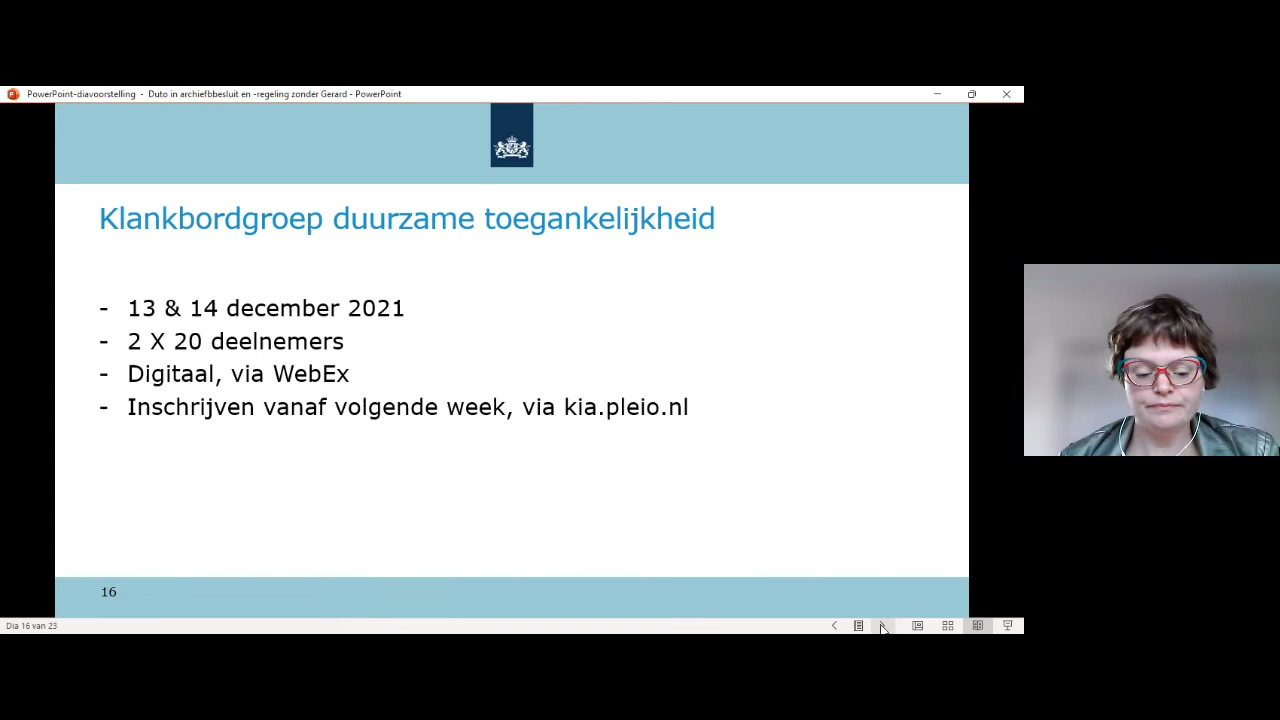 PowerPoint-diavoorstelling - Duto in archiefbbesluit en -regeling zonder Gerard - PowerPoint
Klankbordgroep duurzame toegankelijkheid
- 13 & 14 december 2021
- 2 X 20 deelnemers
- Digitaal, via WebEx
- Inschrijven vanaf volgende week, via kia.pleio.nl
16
Dia 16 van 23